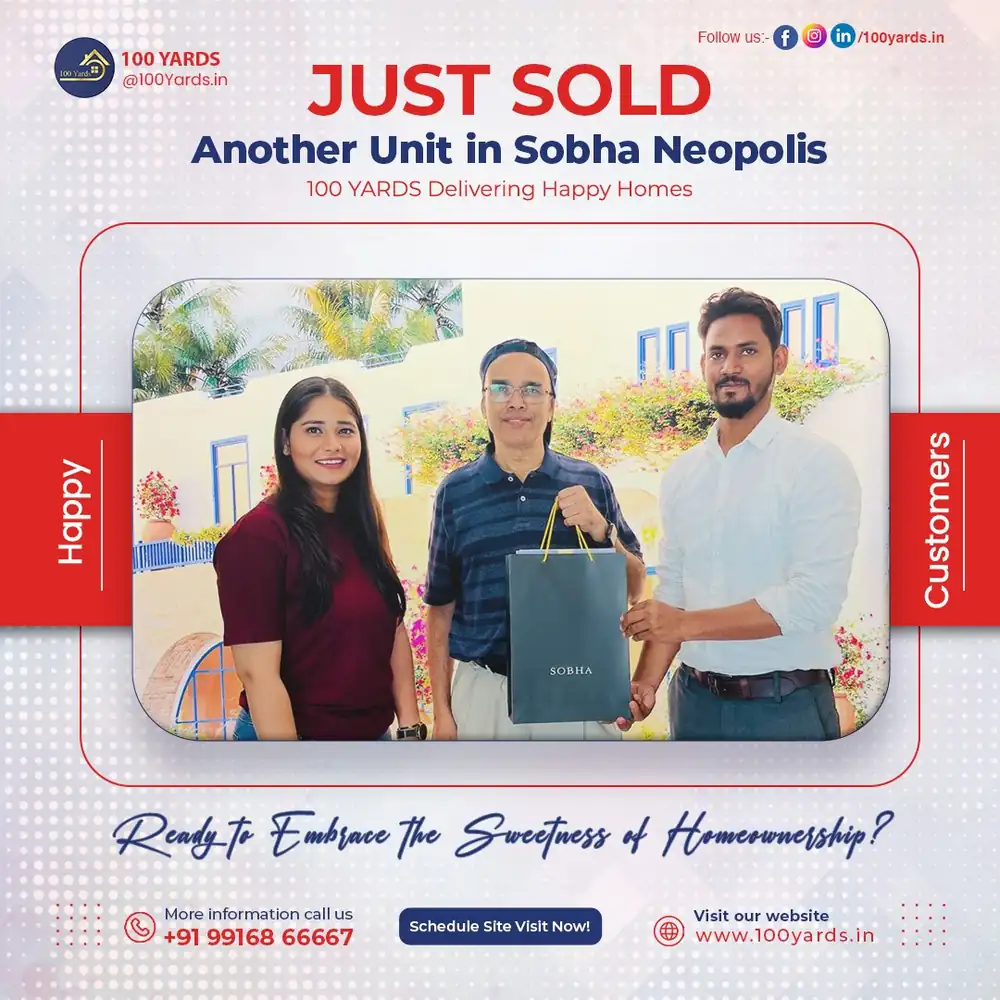 100 Yards
100 YARDS
@100Yards.in
Follow us:- /100yards.in
JUST SOLD
Another Unit in Sobha Neopolis
100 YARDS Delivering Happy Homes
Happy
Customers
SOBHA
Ready to Embrace the Sweetness of Homeownership?
More information call us
+91 99168 66667
Schedule Site Visit Now!
Visit our website
www.100yards.in